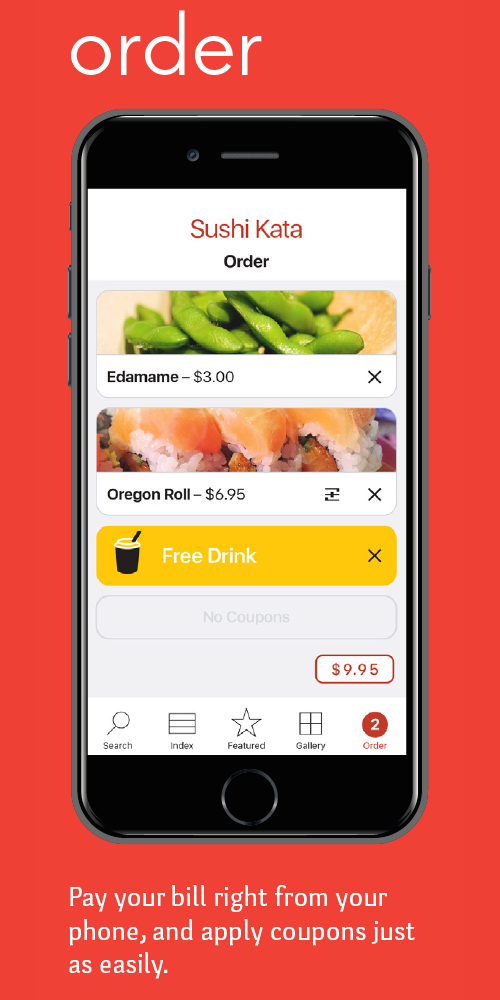 order
Sushi Kata
Order
Edamame – $3.00
Oregon Roll – $6.95
Free Drink
No Coupons
$9.95
2
Search Index Featured Gallery Order
Pay your bill right from your
phone, and apply coupons just
as easily.